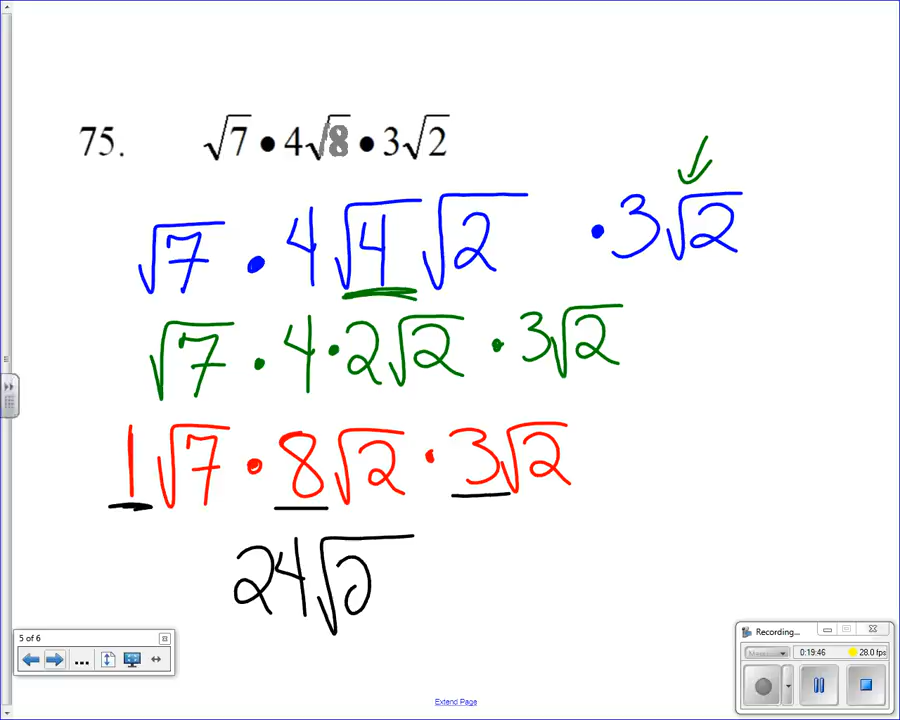 75. √7 • 4√8 • 3√2
√7 • 4√4 √2 • 3√2
√7 • 4 • 2√2 • 3√2
1√7 • 8√2 • 3√2
24√2
5 of 6
...
Recording...
0:19:46
28.0 fps
Extend Page